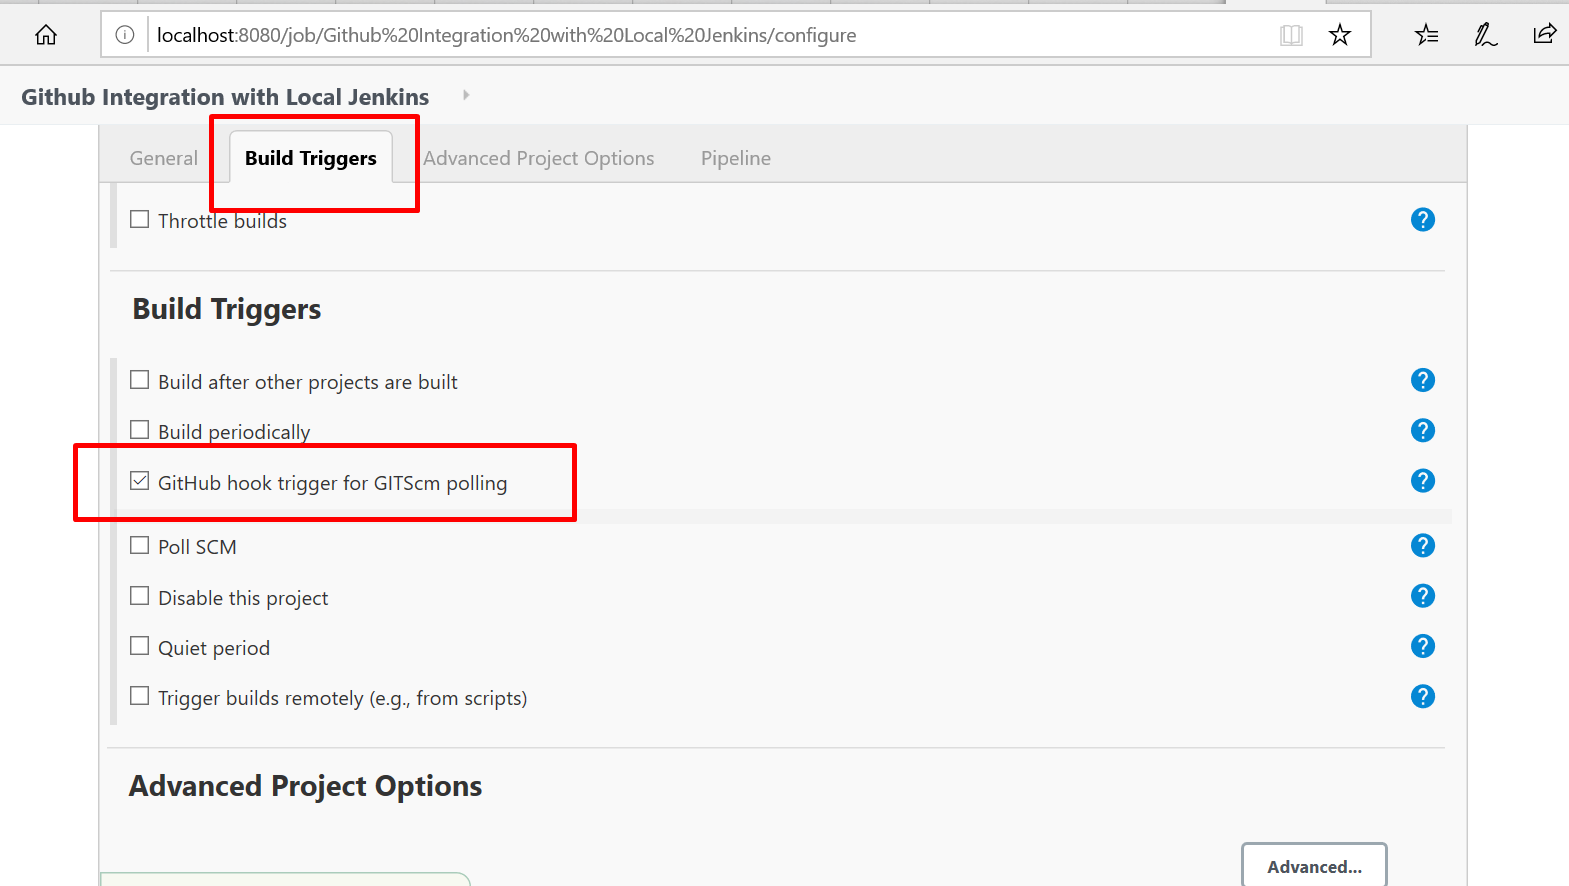 localhost:8080/job/Github%20Integration%20with%20Local%20Jenkins/configure
Github Integration with Local Jenkins
General Build Triggers Advanced Project Options Pipeline
Throttle builds ?
Build Triggers
Build after other projects are built ?
Build periodically ?
GitHub hook trigger for GITScm polling ?
Poll SCM ?
Disable this project ?
Quiet period ?
Trigger builds remotely (e.g., from scripts) ?
Advanced Project Options
Advanced...